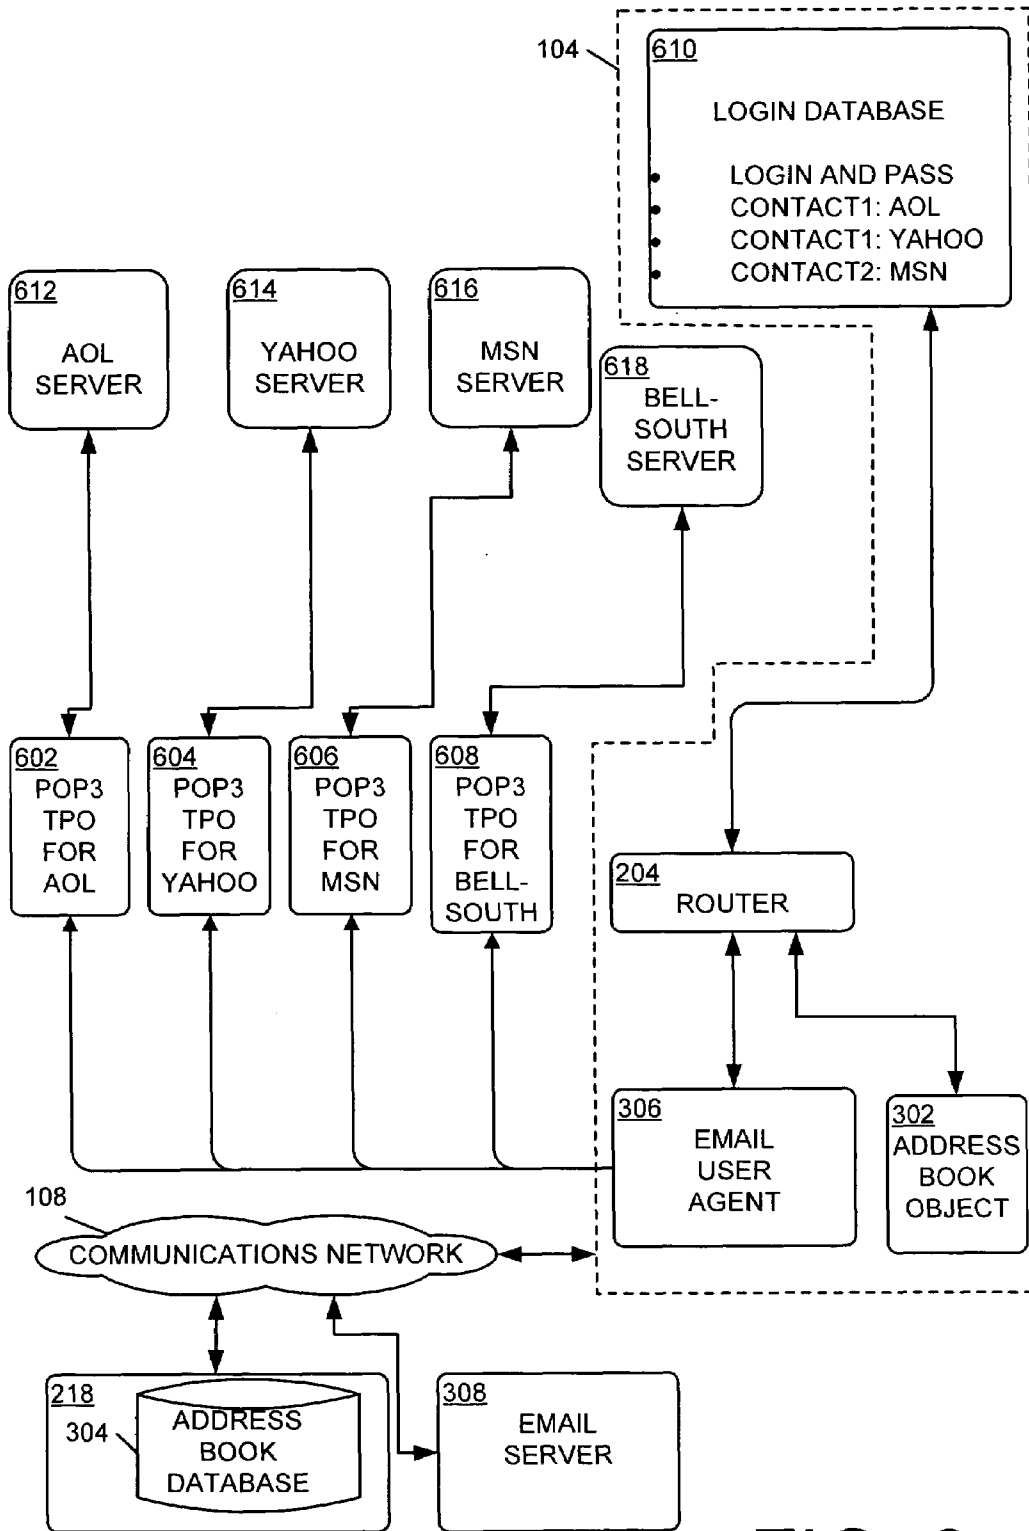 104
610
LOGIN DATABASE
• LOGIN AND PASS
• CONTACT1: AOL
• CONTACT1: YAHOO
• CONTACT2: MSN
612
AOL
SERVER
614
YAHOO
SERVER
616
MSN
SERVER
618
BELL-
SOUTH
SERVER
602
POP3
TPO
FOR
AOL
604
POP3
TPO
FOR
YAHOO
606
POP3
TPO
FOR
MSN
608
POP3
TPO
FOR
BELL-
SOUTH
204
ROUTER
306
EMAIL
USER
AGENT
302
ADDRESS
BOOK
OBJECT
108
COMMUNICATIONS NETWORK
218
304
ADDRESS
BOOK
DATABASE
308
EMAIL
SERVER